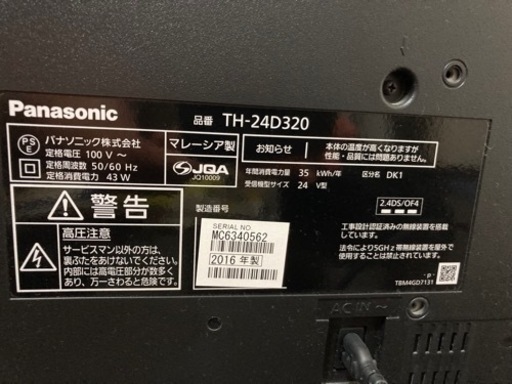 Panasonic
品番 TH-24D320
PS E
パナソニック株式会社
定格電圧 100 V ～
定格周波数 50/60 Hz
定格消費電力 43 W
マレーシア製
JQA
JQ10009
お知らせ
本体の温度が高くなりますが
性能・品質には問題ありません。
年間消費電力量 35 kWh/年 区分 DK1
受信機型サイズ 24 V型
警告
高圧注意
サービスマン以外の方は、
裏ぶたをあけないでください。
内部には高電圧部分が数多く
あり、万一さわると危険です。
製造番号
SERIAL NO
MC6340562
2016 年製
2.4DS/OF4
工事設計認証済みの無線装置を搭載
しています。
法令により5GHz帯無線装置を屋外で
使用することは禁止されています。
- p -
TBM4GD7131
AC IN ～